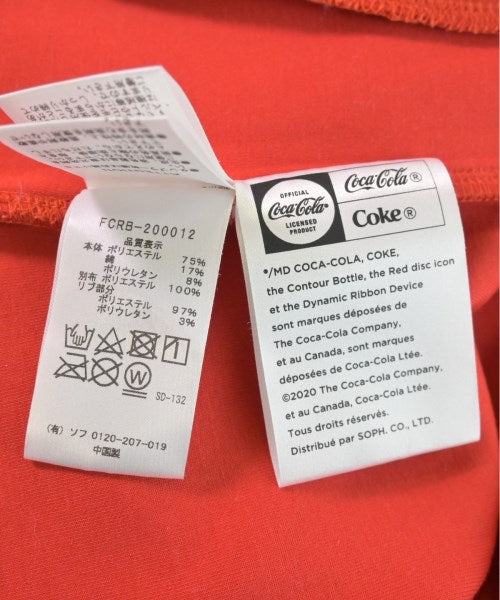 FCRB-200012
品質表示
本体 ポリエステル 75%
綿 17%
ポリウレタン 8%
別布 ポリエステル 100%
リブ部分
ポリエステル 97%
ポリウレタン 3%
SD-132
(有) ソフ 0120-207-019
中国製
OFFICIAL
Coca-Cola
LICENSED
PRODUCT
Coca-Cola®
Coke®
®/MD COCA-COLA, COKE,
the Contour Bottle, the Red disc icon
et the Dynamic Ribbon Device
sont marques déposées de
The Coca-Cola Company,
et au Canada, sont marques
déposées de Coca-Cola Ltée.
©2020 The Coca-Cola Company,
et au Canada, Coca-Cola Ltée.
Tous droits réservés.
Distribué par SOPH. CO., LTD.